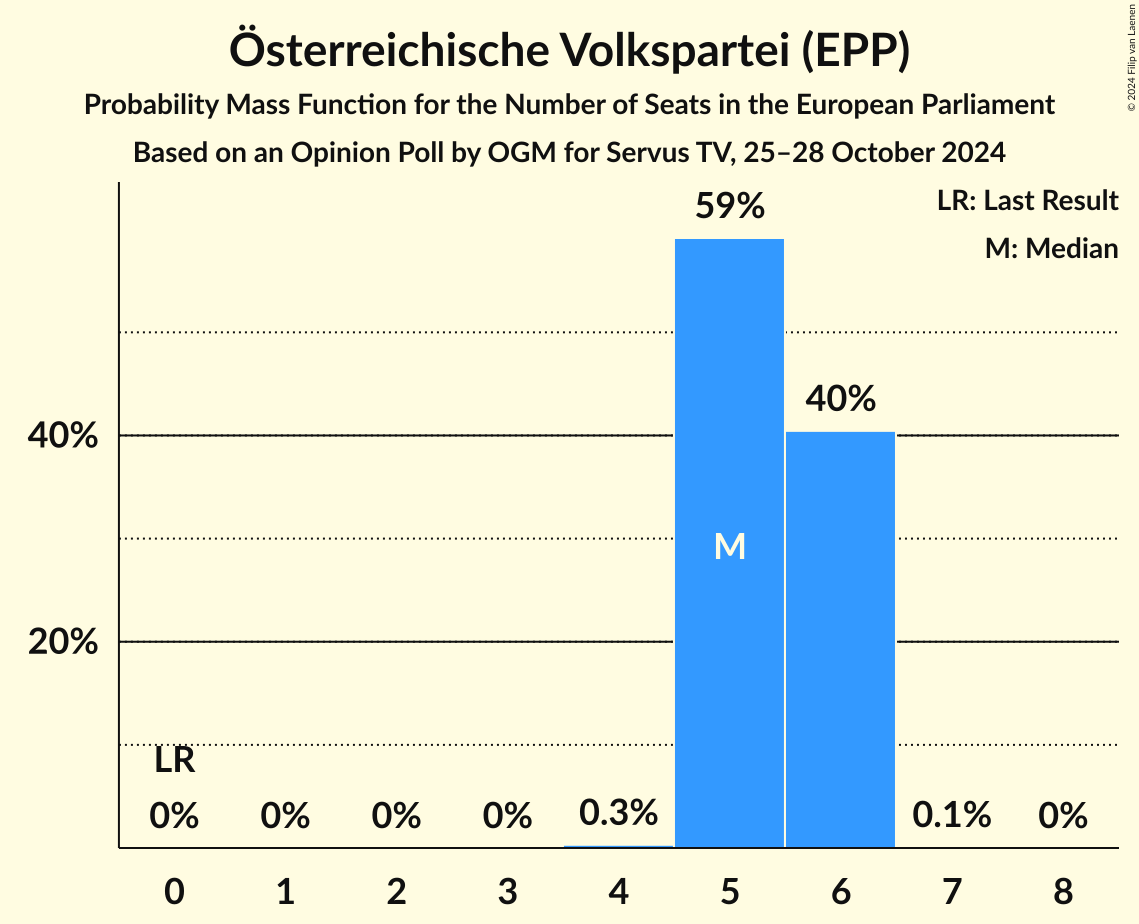 Österreichische Volkspartei (EPP)
Probability Mass Function for the Number of Seats in the European Parliament
Based on an Opinion Poll by OGM for Servus TV, 25–28 October 2024
© 2024 Filip van Laenen
LR: Last Result
M: Median
59%
40%
40%
M
20%
LR
0%
0%
0%
0%
0.3%
0.1%
0%
0
1
2
3
4
5
6
7
8